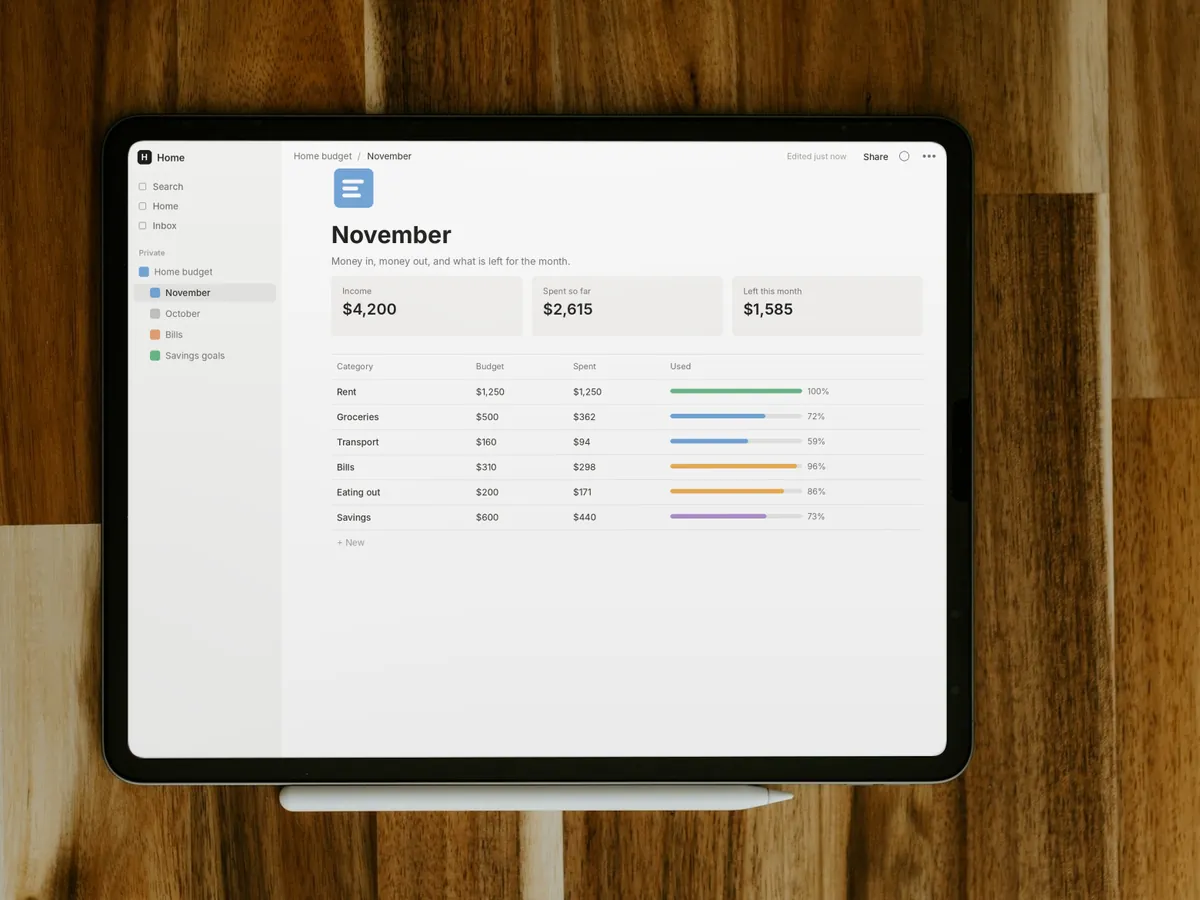 H Home
Search
Home
Inbox
Private
Home budget
November
October
Bills
Savings goals
Home budget / November
Edited just now Share •••
November
Money in, money out, and what is left for the month.
Income
$4,200
Spent so far
$2,615
Left this month
$1,585
Category Budget Spent Used
Rent $1,250 $1,250 100%
Groceries $500 $362 72%
Transport $160 $94 59%
Bills $310 $298 96%
Eating out $200 $171 86%
Savings $600 $440 73%
+ New